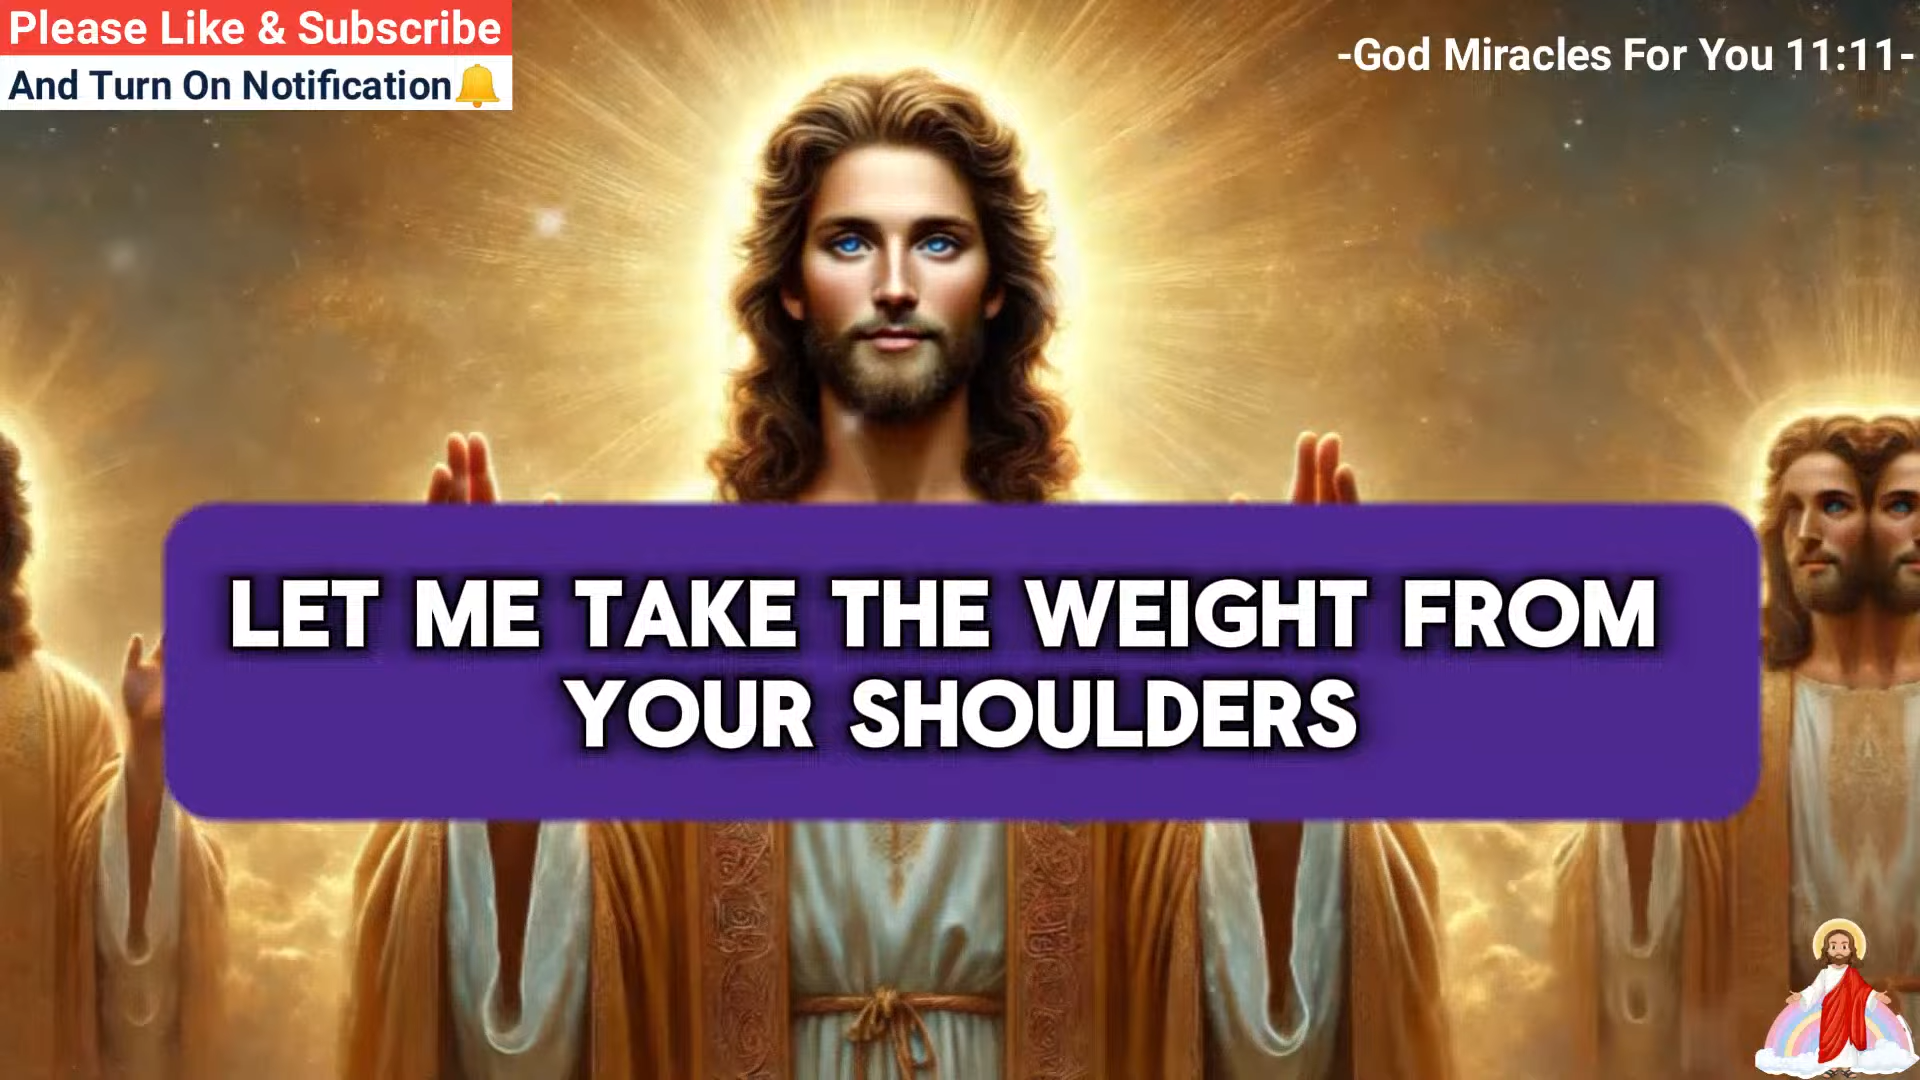 Please Like & Subscribe
And Turn On Notification
-God Miracles For You 11:11-
LET ME TAKE THE WEIGHT FROM
YOUR SHOULDERS